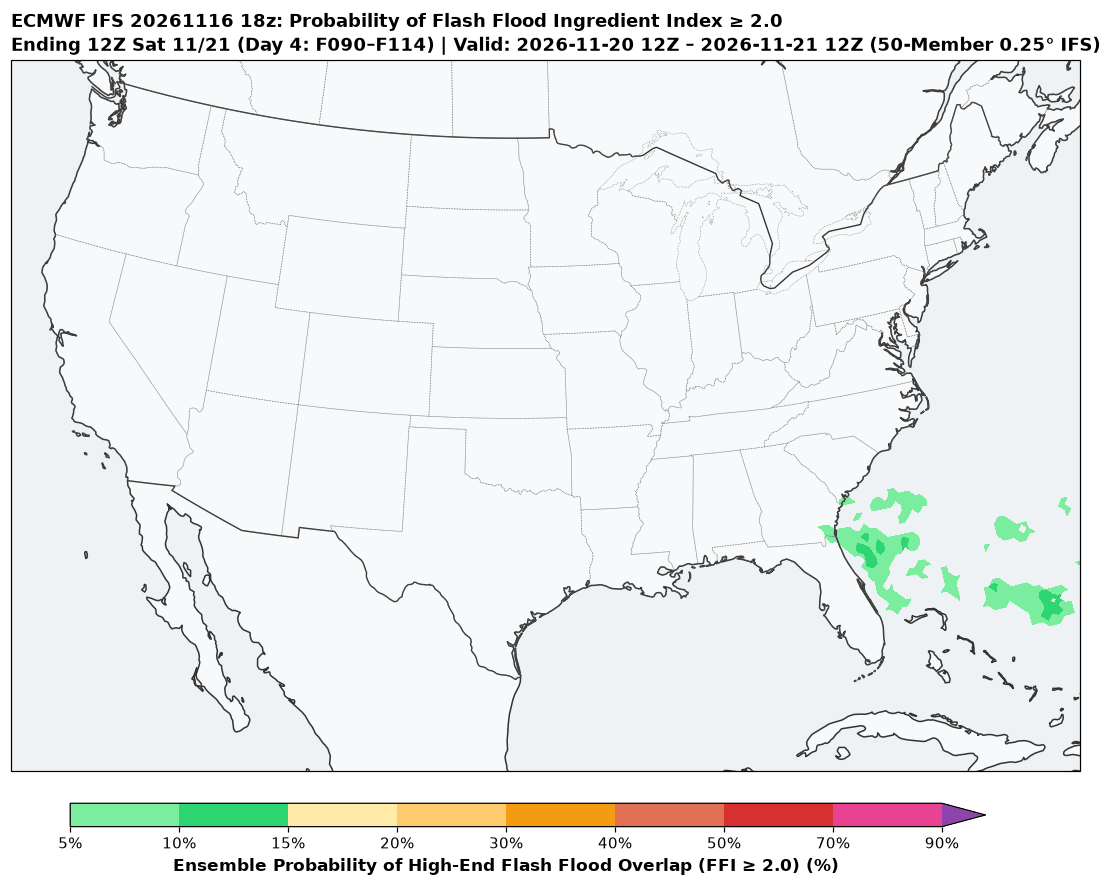 ECMWF IFS 20261116 18z: Probability of Flash Flood Ingredient Index ≥ 2.0
Ending 12Z Sat 11/21 (Day 4: F090–F114) | Valid: 2026-11-20 12Z – 2026-11-21 12Z (50-Member 0.25° IFS)
5% 10% 15% 20% 30% 40% 50% 70% 90%
Ensemble Probability of High-End Flash Flood Overlap (FFI ≥ 2.0) (%)